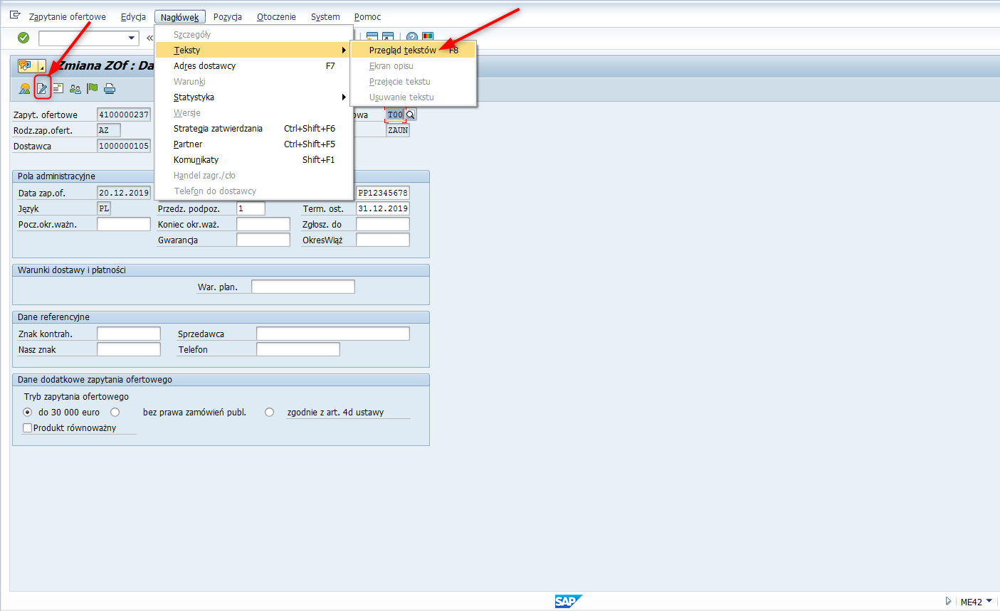 Zapytanie ofertowe Edycja Nagłówek Pozycja Otoczenie System Pomoc
Szczegóły
Teksty
Przegląd tekstów F8
Adres dostawcy F7
Ekran opisu
Warunki
Przejęcie tekstu
Statystyka
Usuwanie tekstu
Wersje
Strategia zatwierdzania Ctrl+Shift+F6
Partner Ctrl+Shift+F5
Komunikaty Shift+F1
Handel zagr./cło
Telefon do dostawcy
Zmiana ZOf : Da
Zapyt. ofertowe 4100000237 owa T00
Rodz.zap.ofert. AZ ZAUN
Dostawca 1000000105
Pola administracyjne
Data zap.of. 20.12.2019 PP12345678
Język PL Przedz. podpoz. 1 Term. ost. 31.12.2019
Pocz.okr.ważn. Koniec okr.waż. Zgłosz. do
Gwarancja OkresWiąż
Warunki dostawy i płatności
War. plan.
Dane referencyjne
Znak kontrah. Sprzedawca
Nasz znak Telefon
Dane dodatkowe zapytania ofertowego
Tryb zapytania ofertowego
do 30 000 euro bez prawa zamówień publ. zgodnie z art. 4d ustawy
Produkt równoważny
SAP
ME42